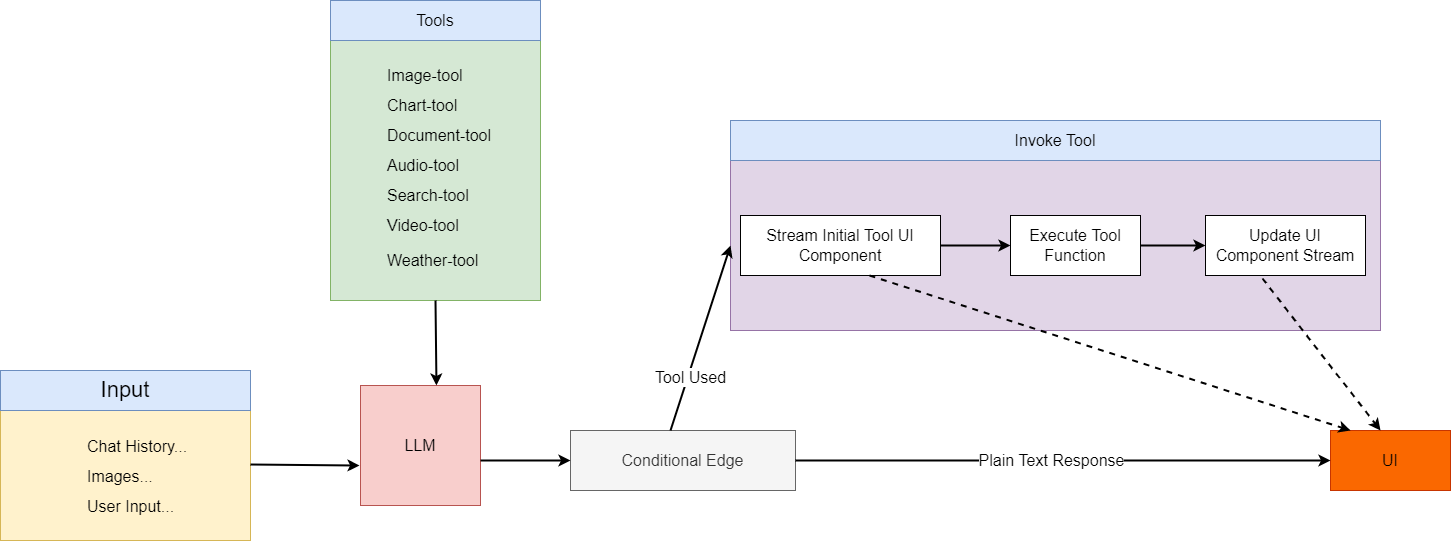 Tools
Image-tool
Chart-tool
Document-tool
Audio-tool
Search-tool
Video-tool
Weather-tool
Invoke Tool
Stream Initial Tool UI
Component
Execute Tool
Function
Update UI
Component Stream
Input
Chat History...
Images...
User Input...
LLM
Tool Used
Conditional Edge
Plain Text Response
UI